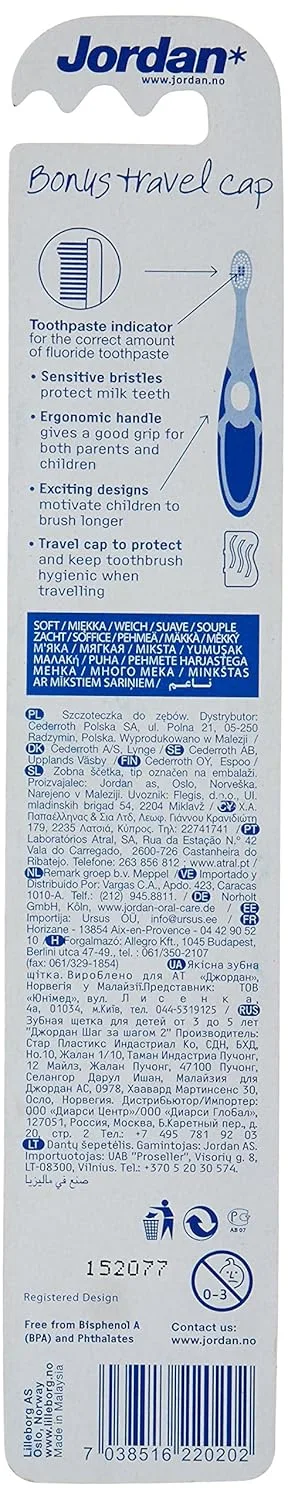 Jordan*
www.jordan.no
Bonus travel cap
Toothpaste indicator
for the correct amount
of fluoride toothpaste
• Sensitive bristles
protect milk teeth
• Ergonomic handle
gives a good grip for
both parents and
children
• Exciting designs
motivate children to
brush longer
• Travel cap to protect
and keep toothbrush
hygienic when
travelling
SOFT / MIĘKKA / WEICH / SUAVE / SOUPLE
ZACHT / SOFFICE / PEHMEÄ / MÄKKÄ / MĚKKÝ
М'ЯКА / МЯГКАЯ / MIKSTA / YUMUŞAK
ΜΑΛΑΚΗ / PUHA / PEHMETE HARJASTEGA
МЕНКА / МНОГО МЕКА / MINKSTAS
AR MĪKSTIEM SARIŅIEM / ناعم
PL Szczoteczka do zębów. Dystrybutor:
Cederroth Polska SA, ul. Polna 21, 05-250
Radzymin, Polska. Wyprodukowano w Malezji /
DK Cederroth A/S, Lynge / SE Cederroth AB,
Upplands Väsby / FIN Cederroth OY, Espoo /
SL Zobna ščetka, tip označen na embalaži.
Proizvajalec: Jordan as, Oslo, Norveška,
Narejeno v Maleziji. Uvoznik: Flegis, d.n.o., Ul.
mladinskih brigad 54, 2204 Miklavž / CY Χ.Α.
Παπαέλληνας & Σια Λτδ, Λεωφ. Γιάννου Κρανιδιώτη
179, 2235 Λατσιά, Κύπρος. Τηλ: 22741741 / PT
Laboratórios Atral, SA, Rua da Estação N.º 42
Vala do Carregado, 2600-726 Castanheira do
Ribatejo. Telefone: 263 856 812 ; www.atral.pt /
NL Remark groep b.v. Meppel / VE Importado y
Distribuido Por: Vargas C.A., Apdo. 423, Caracas
1010-A. Tel.: (212) 945.8811. / DE Norholt
GmbH, Köln, www.jordan-oral-care.de / EE
Importija: Ursus OÜ, info@ursus.ee / FR
Horizane - 13854 Aix-en-Provence - 04 42 90 52
10 / H Forgalmazó: Allegro Kft., 1045 Budapest,
Berlini utca 47-49., tel. : 061/350-2107
(fax: 061/329-1854) UA Якісна зубна
щітка. Вироблено для АТ «Джордан»,
Норвегія у Малаізії.Представник: ТОВ
«Юнімед», вул. Лисенка
4а, 01034, м.Київ, тел. 044-5319125 / RUS
Зубная щетка для детей от 3 до 5 лет
"Джордан Шаг за шагом 2" Производитель:
Стар Пластикс Индастриал Ко, СДН, БХД,
Но.10, Жалан 1/10, Таман Индастриа Пучонг,
12 Майлз, Жалан Пучонг, 47100 Пучонг,
Селангор Дарул Ишан, Малайзия для
Джордан АС, 0978, Хаавард Мартинсенс 30,
Осло, Норвегия. Дистрибьютор/Импортер:
ООО «Диарси Центр»/ООО «Диарси Глобал»,
127051, Россия, Москва, Б.Каретный пер., д.
20, стр. 2 Тел. +7 495 781 92 03
LT Dantų šepetėlis. Gamintojas: Jordan AS.
Importuotojas: UAB "Proseller", Visorių g. 8,
LT-08300, Vilnius. Tel.: +370 5 20 30 574.
صنع في ماليزيا
AB 07
152077
0-3
Registered Design
Free from Bisphenol A
(BPA) and Phthalates
Contact us:
www.jordan.no
Lilleborg AS
Oslo, Norway
www.lilleborg.no
Made in Malaysia
7 038516 220202